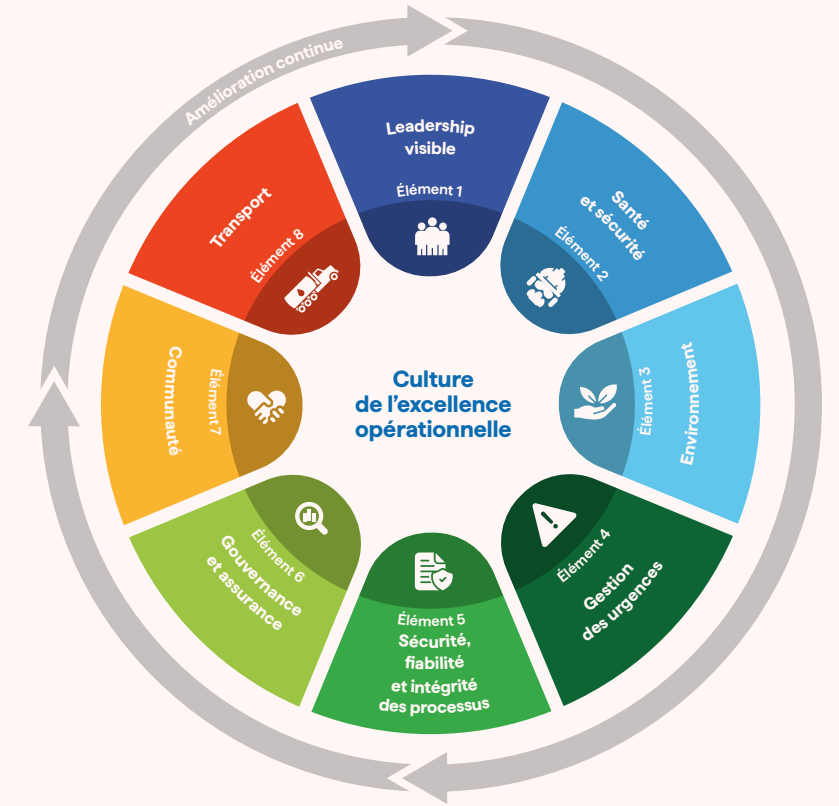 Amélioration continue
Leadership
visible
Élément 1
Santé
et sécurité
Élément 2
Élément 3
Environnement
Élément 4
Gestion
des urgences
Élément 5
Sécurité,
fiabilité
et intégrité
des processus
Élément 6
Gouvernance
et assurance
Élément 7
Communauté
Transport
Élément 8
Culture
de l'excellence
opérationnelle